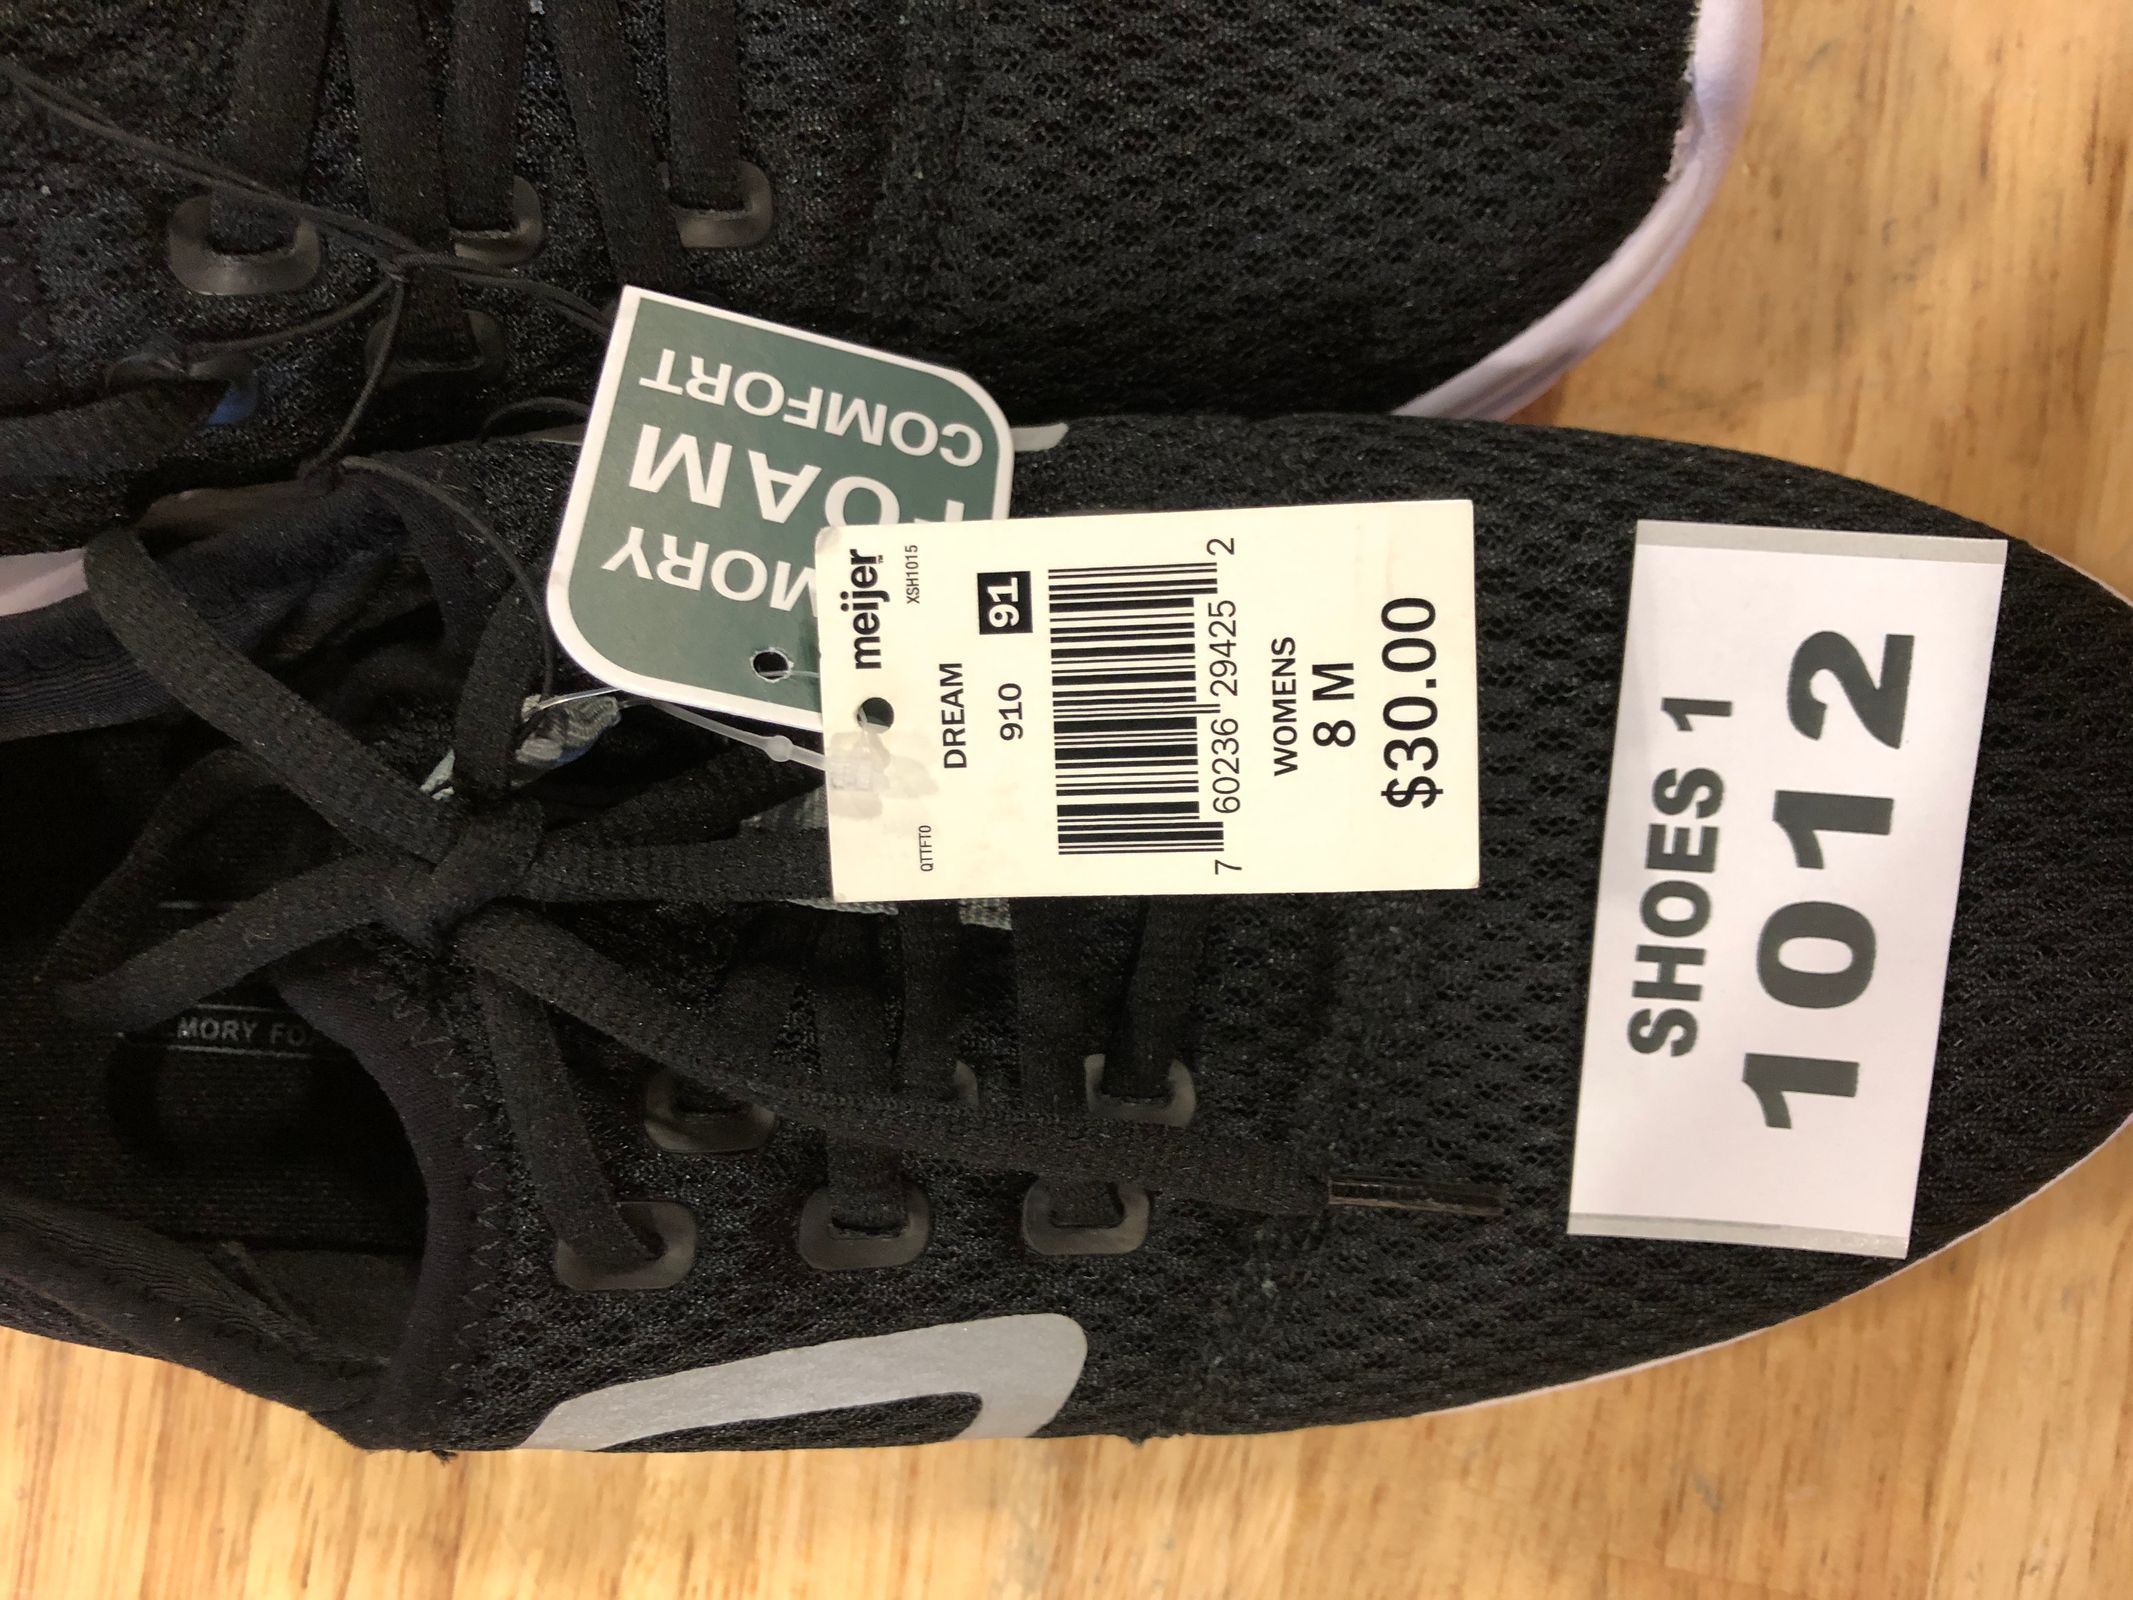 meijer™
XSH1015
QTTFT0
DREAM
910 91
7 60236 29425 2
WOMENS
8 M
$30.00
SHOES 1
1012
MORY
FOAM
COMFORT
MORY FO